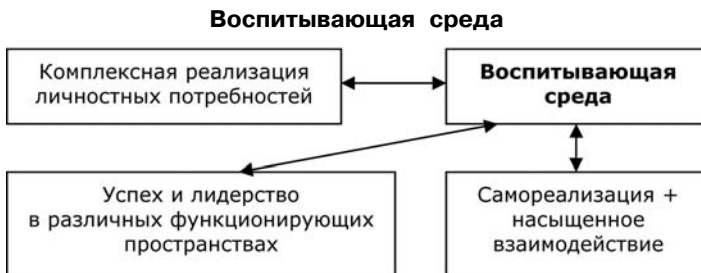 Воспитывающая среда
Комплексная реализация
личностных потребностей
Воспитывающая
среда
Успех и лидерство
в различных функционирующих
пространствах
Самореализация +
насыщенное
взаимодействие